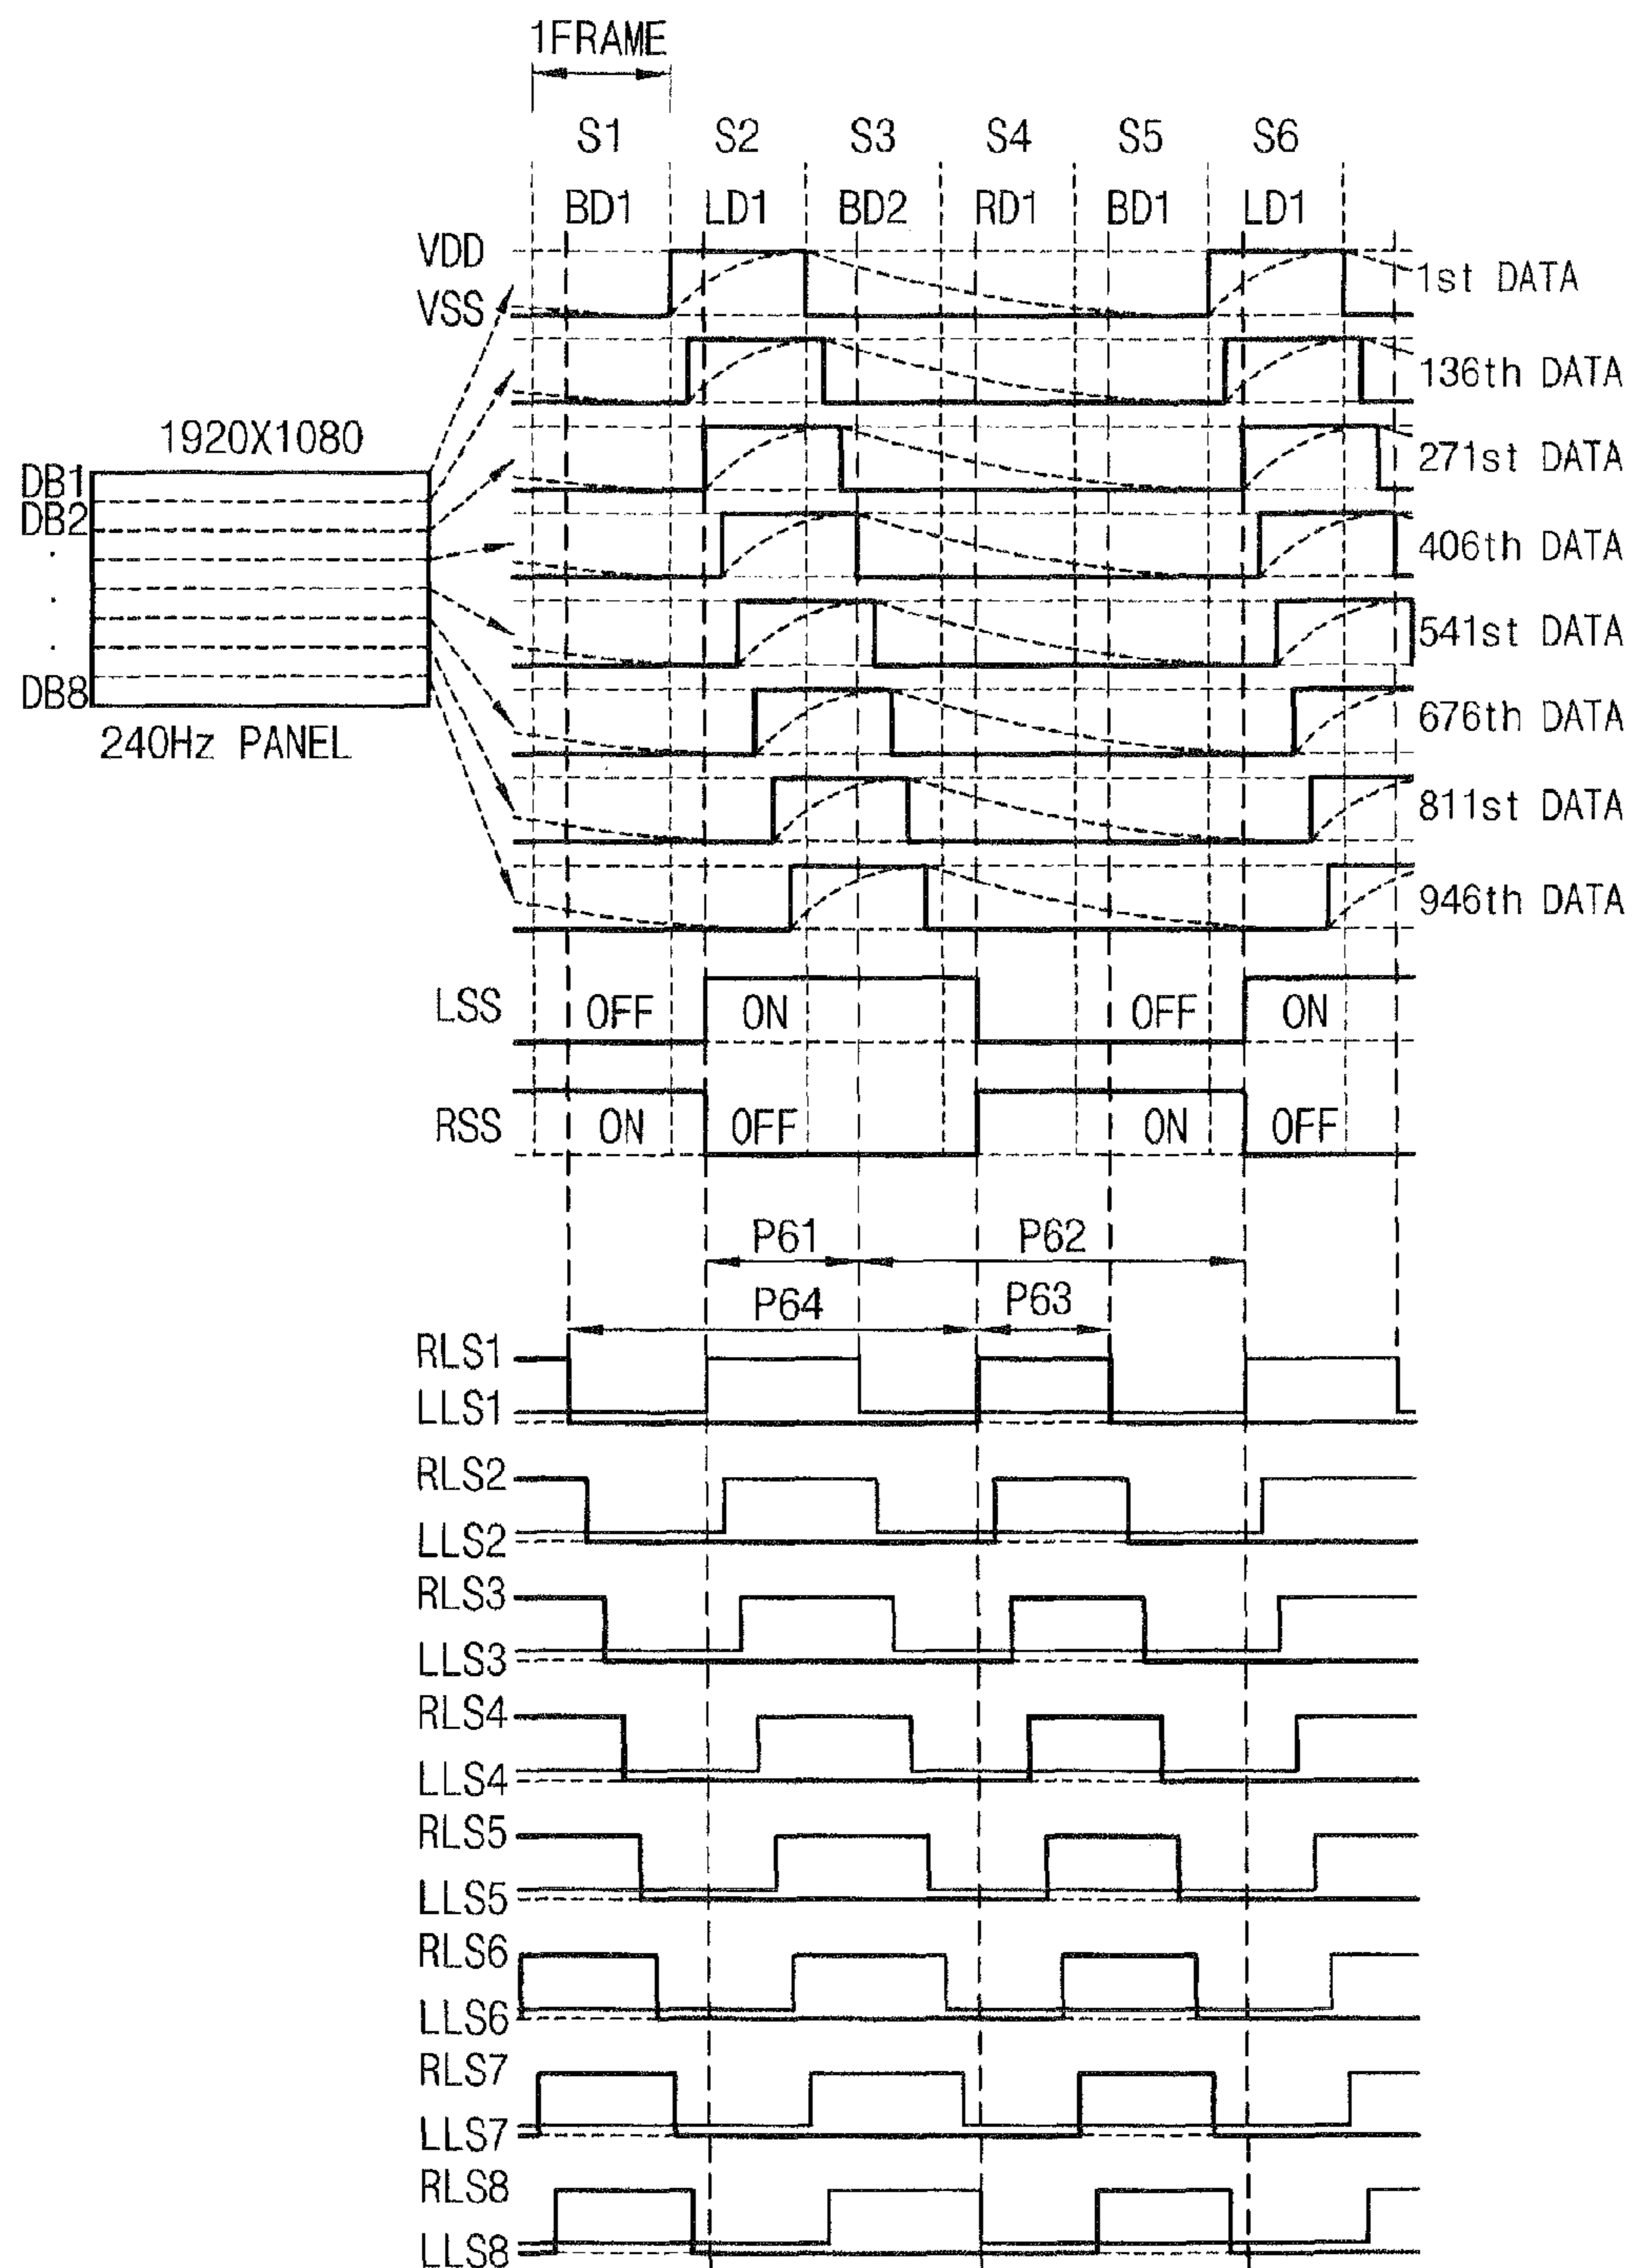 1FRAME
S1 S2 S3 S4 S5 S6
BD1 LD1 BD2 RD1 BD1 LD1
VDD
VSS
1st DATA
136th DATA
1920X1080
271st DATA
DB1
DB2
.
.
.
DB8
240Hz PANEL
406th DATA
541st DATA
676th DATA
811st DATA
946th DATA
LSS OFF ON OFF ON
RSS ON OFF ON OFF
P61 P62
P64 P63
RLS1
LLS1
RLS2
LLS2
RLS3
LLS3
RLS4
LLS4
RLS5
LLS5
RLS6
LLS6
RLS7
LLS7
RLS8
LLS8